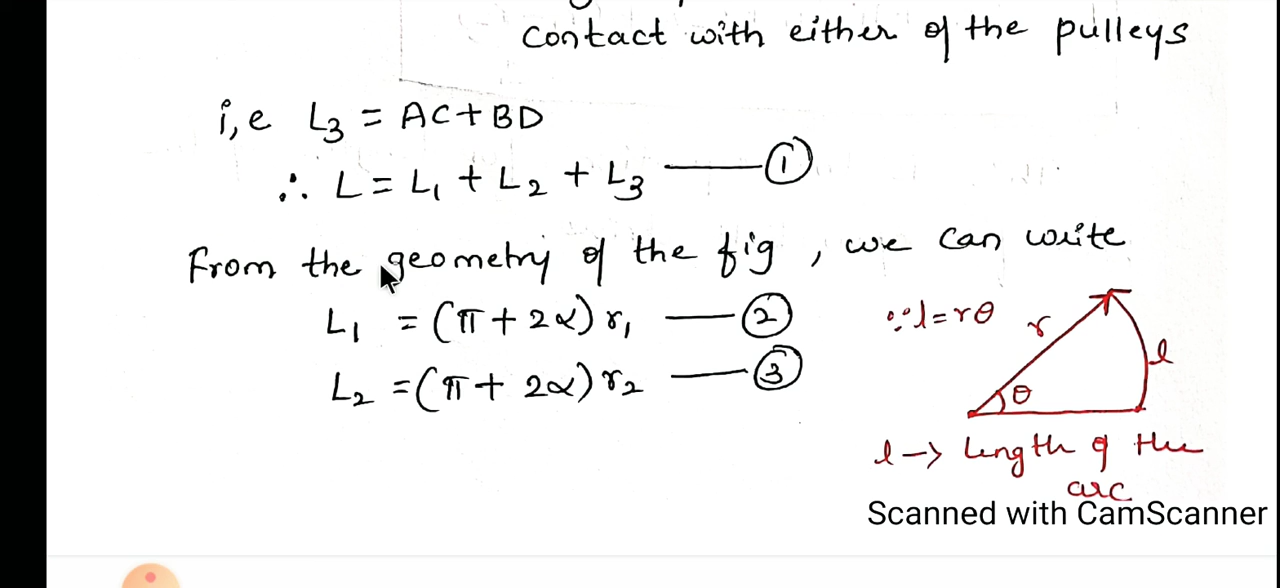 contact with either of the pulleys
i,e L₃ = AC + BD
∴ L = L₁ + L₂ + L₃ —— ①
From the geometry of the fig, we can write
L₁ = (π + 2α) r₁ —— ②
∵ l = rθ
L₂ = (π + 2α) r₂ —— ③
r
l
θ
l → length of the
arc
Scanned with CamScanner